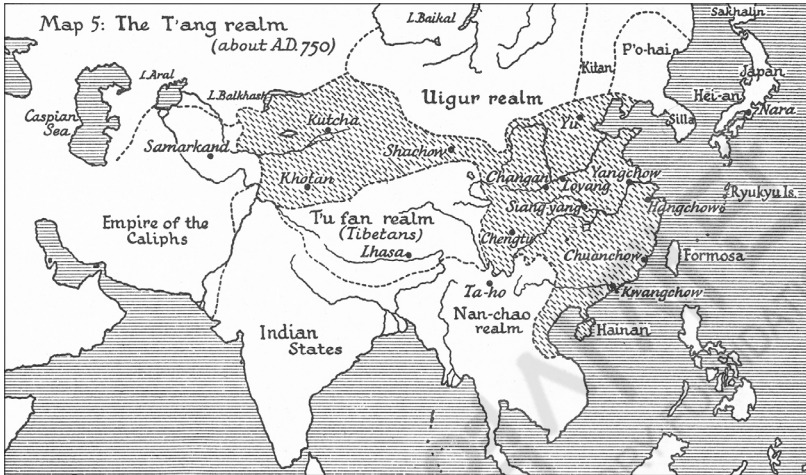 Map 5: The T'ang realm
(about A.D. 750)
L.Baikal
Sakhalin
P'o-hai
Kitan
L.Aral
L.Balkhash
Uigur realm
Japan
Hei-an
Nara
Caspian
Sea
Kutcha
Yu
Silla
Samarkand
Shachow
Changan
Loyang
Yangchow
Khotan
Ryukyu Is.
Siang-yang
Hangchow
Empire of the
Caliphs
Tu fan realm
(Tibetans)
Lhasa
Chengtu
Chuanchow
Formosa
Ta-ho
Kwangchow
Nan-chao
realm
Indian
States
Hainan